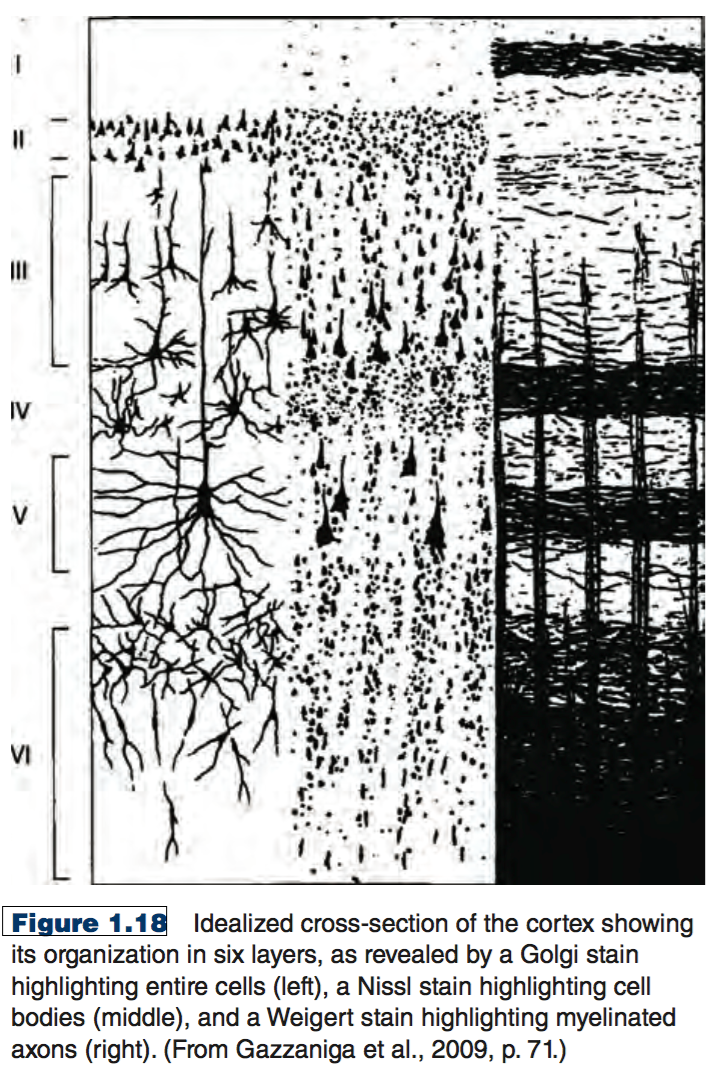 I
II
III
IV
V
VI
Figure 1.18 Idealized cross-section of the cortex showing
its organization in six layers, as revealed by a Golgi stain
highlighting entire cells (left), a Nissl stain highlighting cell
bodies (middle), and a Weigert stain highlighting myelinated
axons (right). (From Gazzaniga et al., 2009, p. 71.)